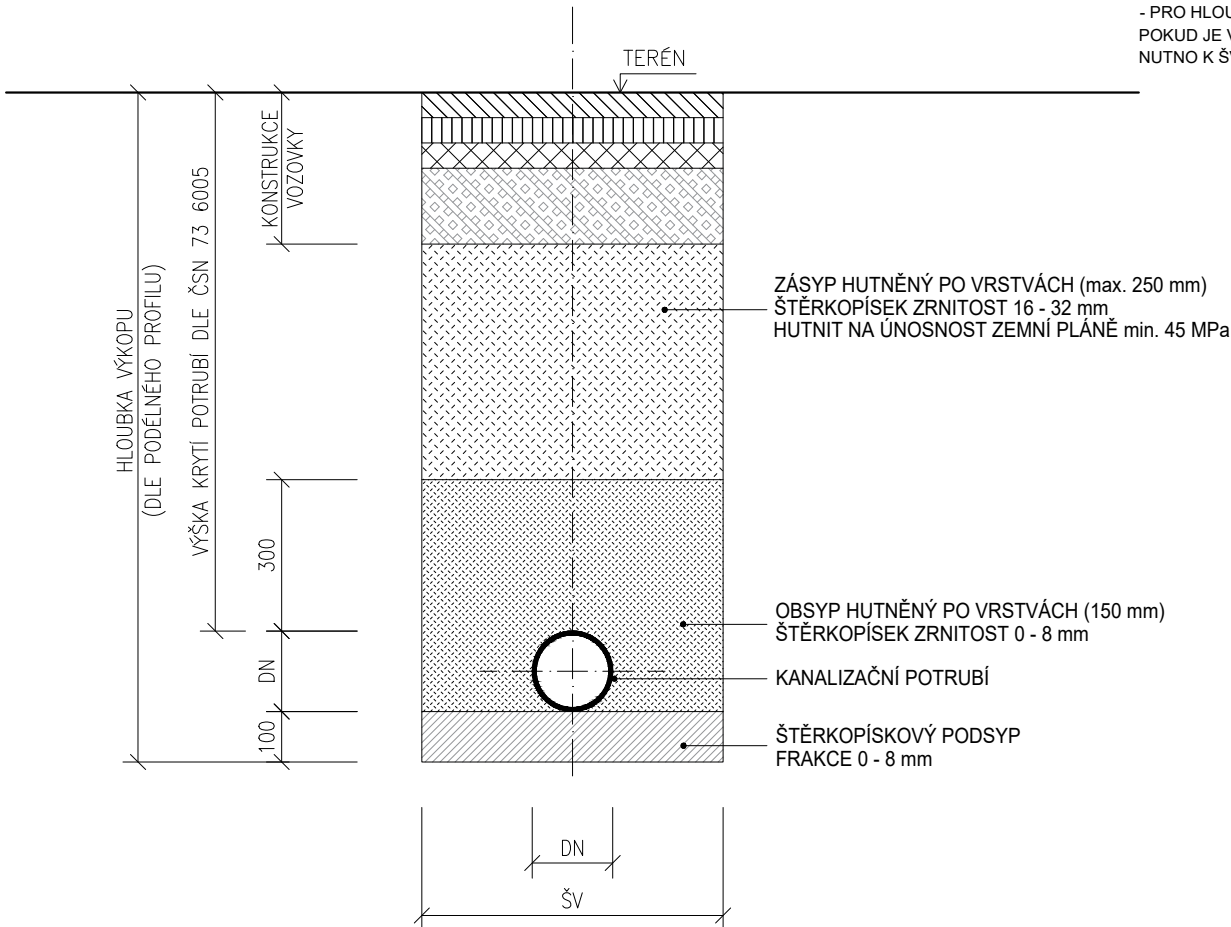 - PRO HLOU
POKUD JE V
NUTNO K ŠV
TERÉN
KONSTRUKCE
VOZOVKY
VÝŠKA KRYTÍ POTRUBÍ DLE ČSN 73 6005
HLOUBKA VÝKOPU
(DLE PODÉLNÉHO PROFILU)
ZÁSYP HUTNĚNÝ PO VRSTVÁCH (max. 250 mm)
ŠTĚRKOPÍSEK ZRNITOST 16 - 32 mm
HUTNIT NA ÚNOSNOST ZEMNÍ PLÁNĚ min. 45 MPa
300
OBSYP HUTNĚNÝ PO VRSTVÁCH (150 mm)
ŠTĚRKOPÍSEK ZRNITOST 0 - 8 mm
DN
KANALIZAČNÍ POTRUBÍ
100
ŠTĚRKOPÍSKOVÝ PODSYP
FRAKCE 0 - 8 mm
DN
ŠV